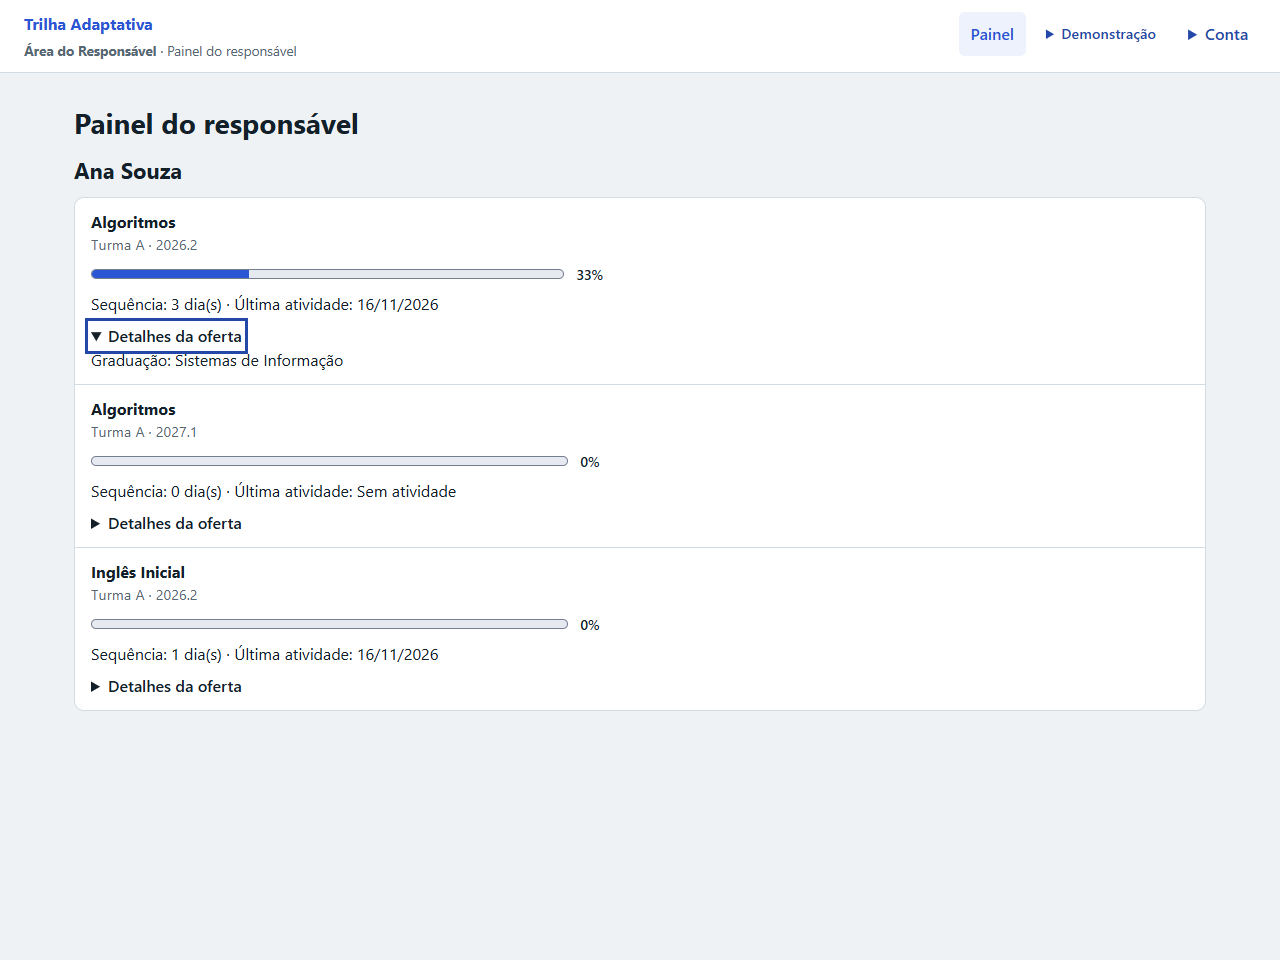 Trilha Adaptativa
Área do Responsável · Painel do responsável
Painel
Demonstração
Conta
Painel do responsável
Ana Souza
Algoritmos
Turma A · 2026.2
33%
Sequência: 3 dia(s) · Última atividade: 16/11/2026
Detalhes da oferta
Graduação: Sistemas de Informação
Algoritmos
Turma A · 2027.1
0%
Sequência: 0 dia(s) · Última atividade: Sem atividade
Detalhes da oferta
Inglês Inicial
Turma A · 2026.2
0%
Sequência: 1 dia(s) · Última atividade: 16/11/2026
Detalhes da oferta